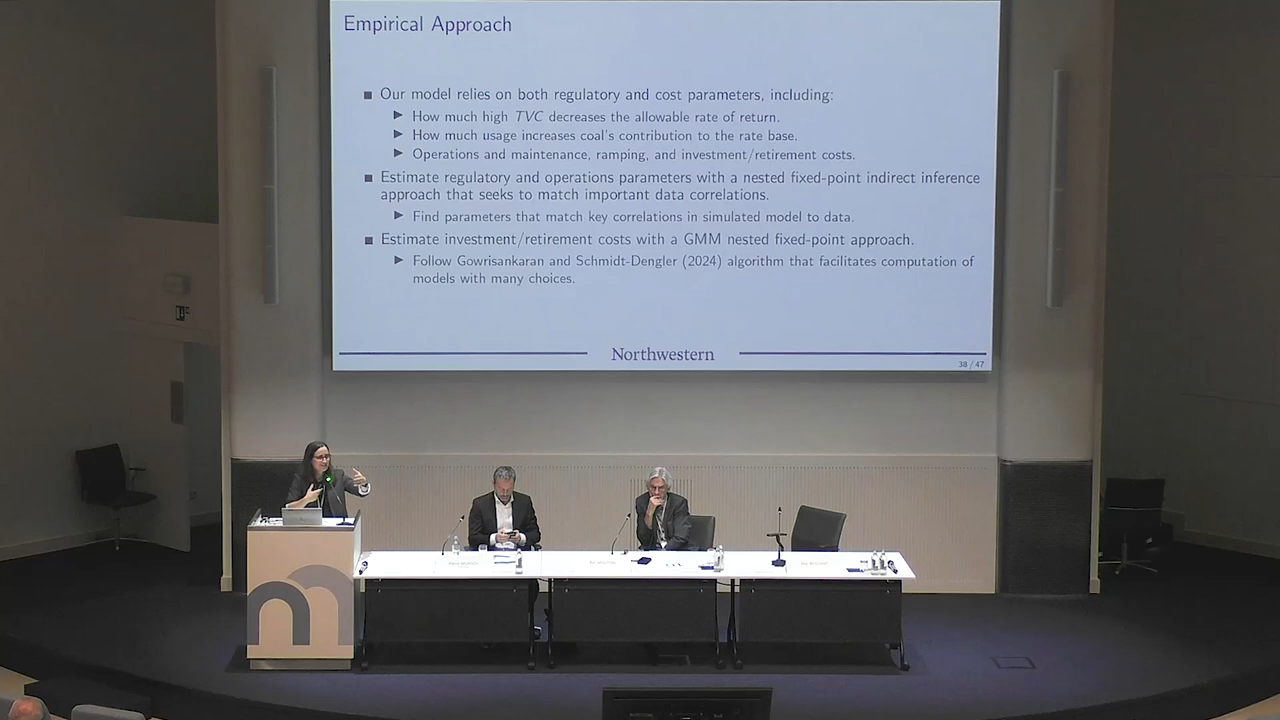 Empirical Approach
Our model relies on both regulatory and cost parameters, including:
How much high TVC decreases the allowable rate of return.
How much usage increases coal's contribution to the rate base.
Operations and maintenance, ramping, and investment/retirement costs.
Estimate regulatory and operations parameters with a nested fixed-point indirect inference
approach that seeks to match important data correlations.
Find parameters that match key correlations in simulated model to data.
Estimate investment/retirement costs with a GMM nested fixed-point approach.
Follow Gowrisankaran and Schmidt-Dengler (2024) algorithm that facilitates computation of
models with many choices.
Northwestern
38 / 47